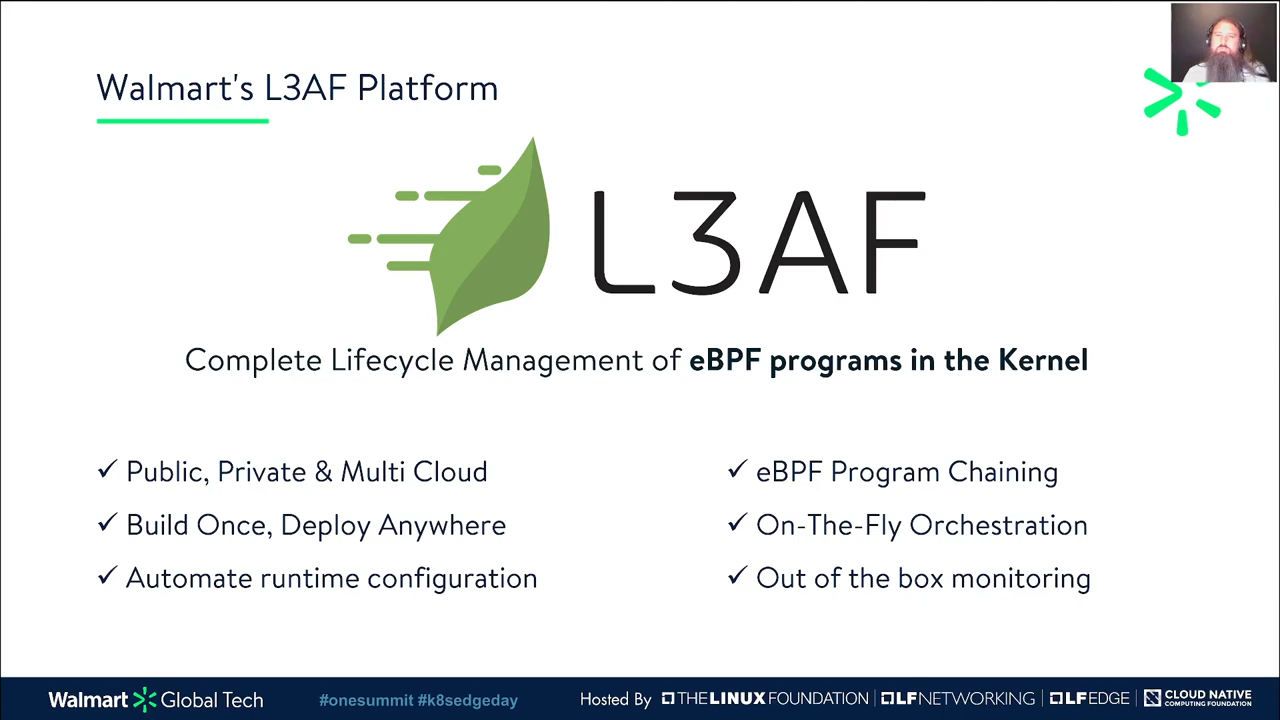 Walmart's L3AF Platform
L3AF
Complete Lifecycle Management of eBPF programs in the Kernel
✓ Public, Private & Multi Cloud
✓ Build Once, Deploy Anywhere
✓ Automate runtime configuration
✓ eBPF Program Chaining
✓ On-The-Fly Orchestration
✓ Out of the box monitoring
Walmart Global Tech
#onesummit #k8sedgeday
Hosted By THE LINUX FOUNDATION | LF NETWORKING | LF EDGE | CLOUD NATIVE COMPUTING FOUNDATION